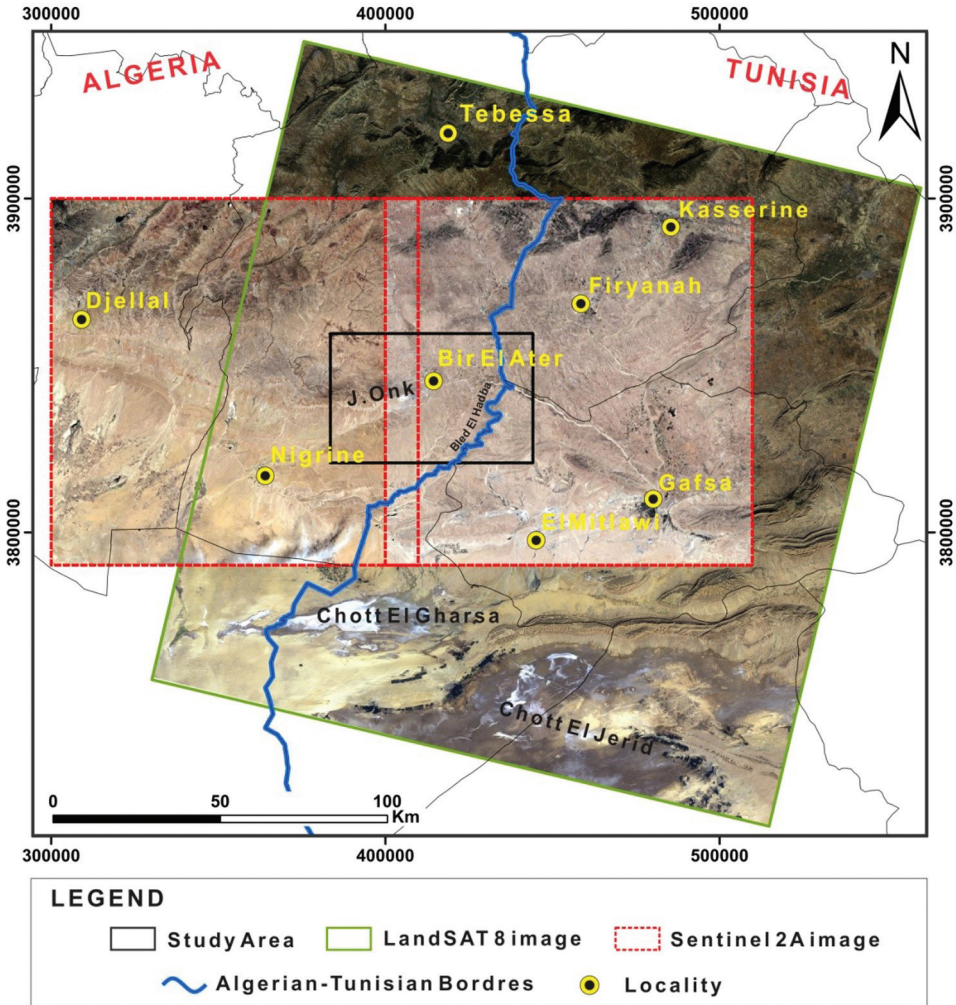 300000 400000 500000
ALGERIA
TUNISIA
N
Tebessa
3900000 3900000
Kasserine
Djellal
Firyanah
Bir El Ater
J. Onk
Bled El Hadba
Nigrine
Gafsa
El Mitlawi
3800000 3800000
Chott El Gharsa
Chott El Jerid
0 50 100
Km
300000 400000 500000
LEGEND
Study Area LandSAT 8 image Sentinel 2A image
Algerian-Tunisian Bordres Locality